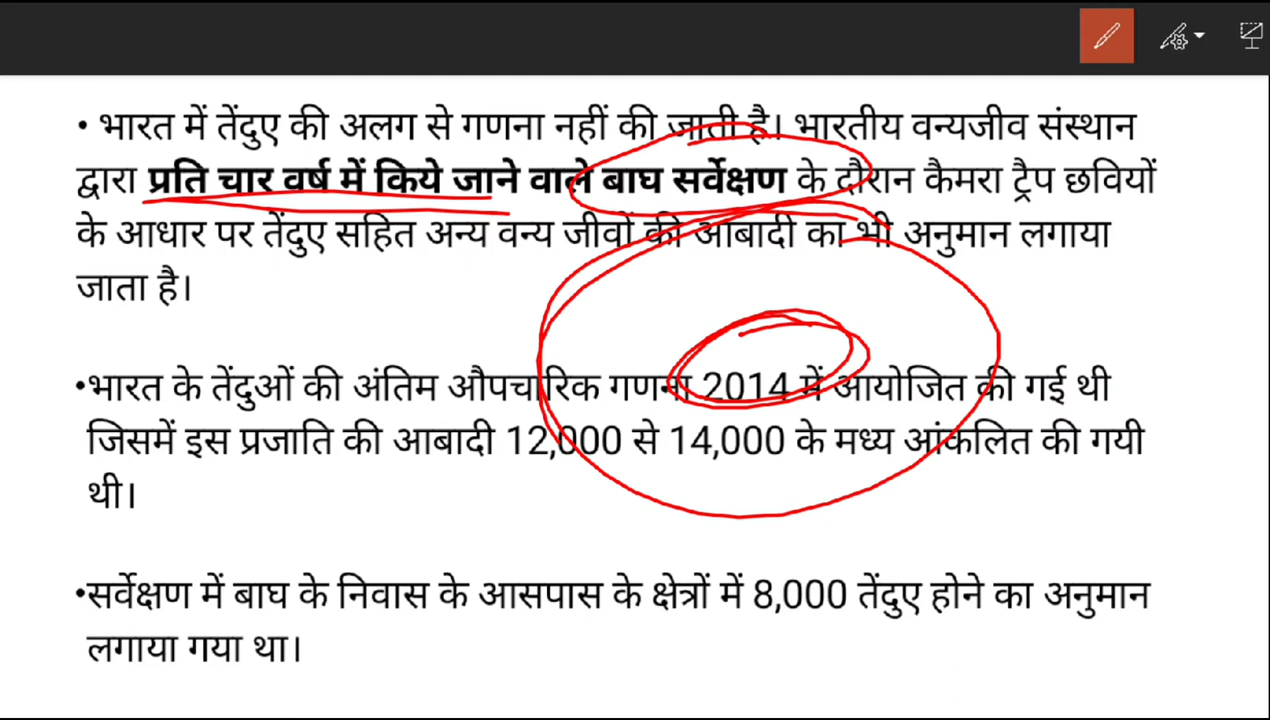 • भारत में तेंदुए की अलग से गणना नहीं की जाती है। भारतीय वन्यजीव संस्थान
द्वारा प्रति चार वर्ष में किये जाने वाले बाघ सर्वेक्षण के दौरान कैमरा ट्रैप छवियों
के आधार पर तेंदुए सहित अन्य वन्य जीवों की आबादी का भी अनुमान लगाया
जाता है।
•भारत के तेंदुओं की अंतिम औपचारिक गणना 2014 में आयोजित की गई थी
जिसमें इस प्रजाति की आबादी 12,000 से 14,000 के मध्य आंकलित की गयी
थी।
•सर्वेक्षण में बाघ के निवास के आसपास के क्षेत्रों में 8,000 तेंदुए होने का अनुमान
लगाया गया था।